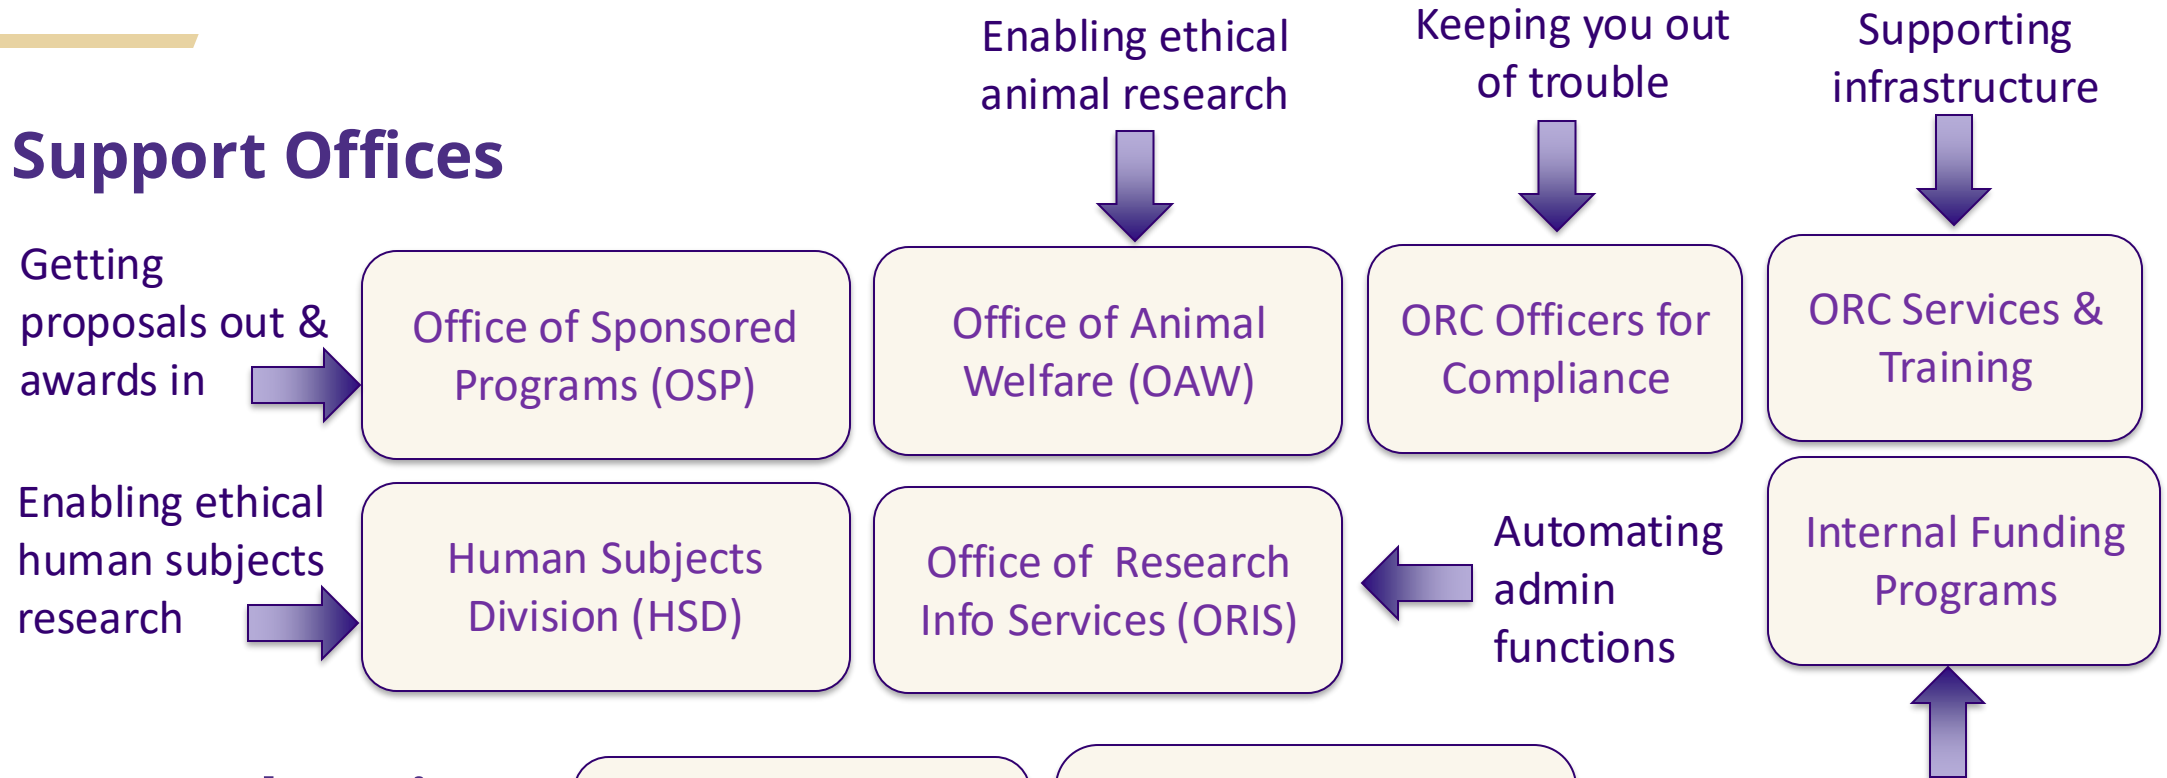 Enabling ethical
animal research
Keeping you out
of trouble
Supporting
infrastructure
Support Offices
Getting
proposals out &
awards in
Office of Sponsored
Programs (OSP)
Office of Animal
Welfare (OAW)
ORC Officers for
Compliance
ORC Services &
Training
Enabling ethical
human subjects
research
Human Subjects
Division (HSD)
Office of  Research
Info Services (ORIS)
Automating
admin
functions
Internal Funding
Programs